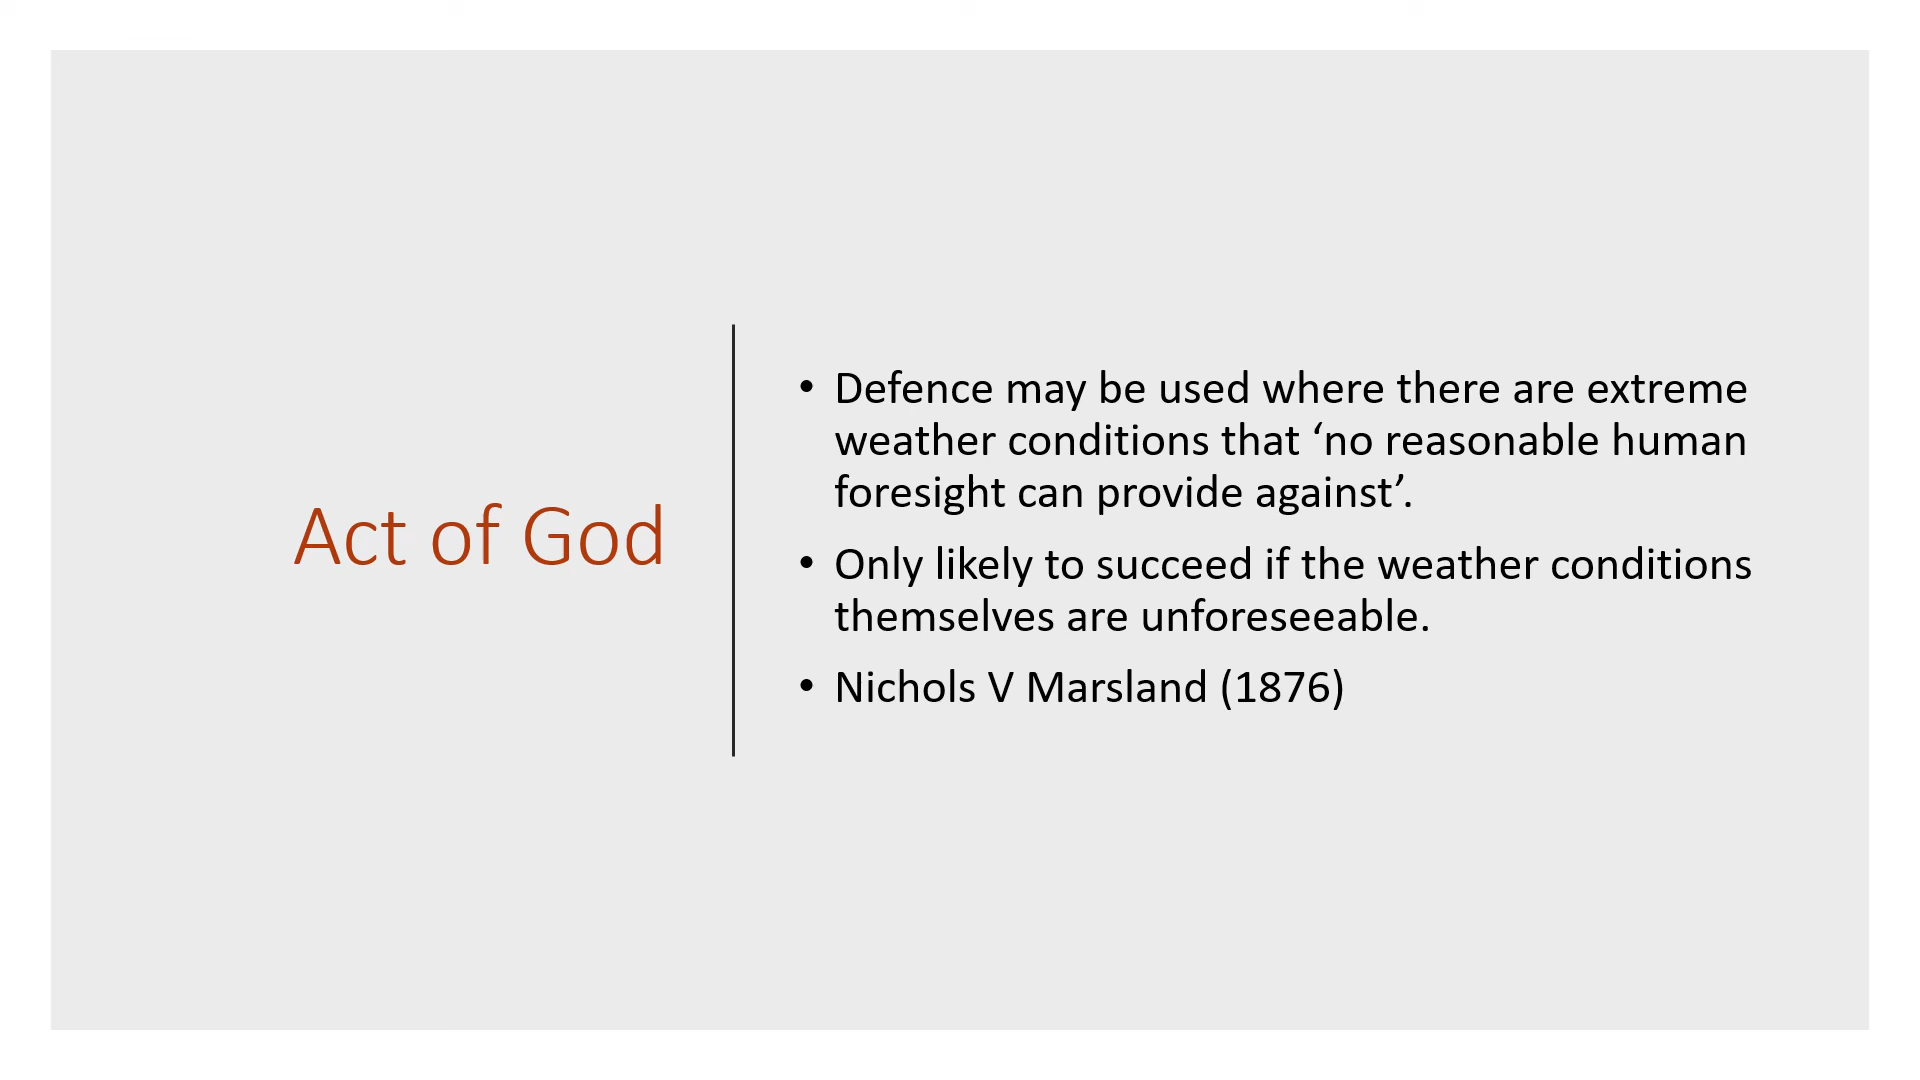 Act of God
• Defence may be used where there are extreme
weather conditions that ‘no reasonable human
foresight can provide against’.
• Only likely to succeed if the weather conditions
themselves are unforeseeable.
• Nichols V Marsland (1876)